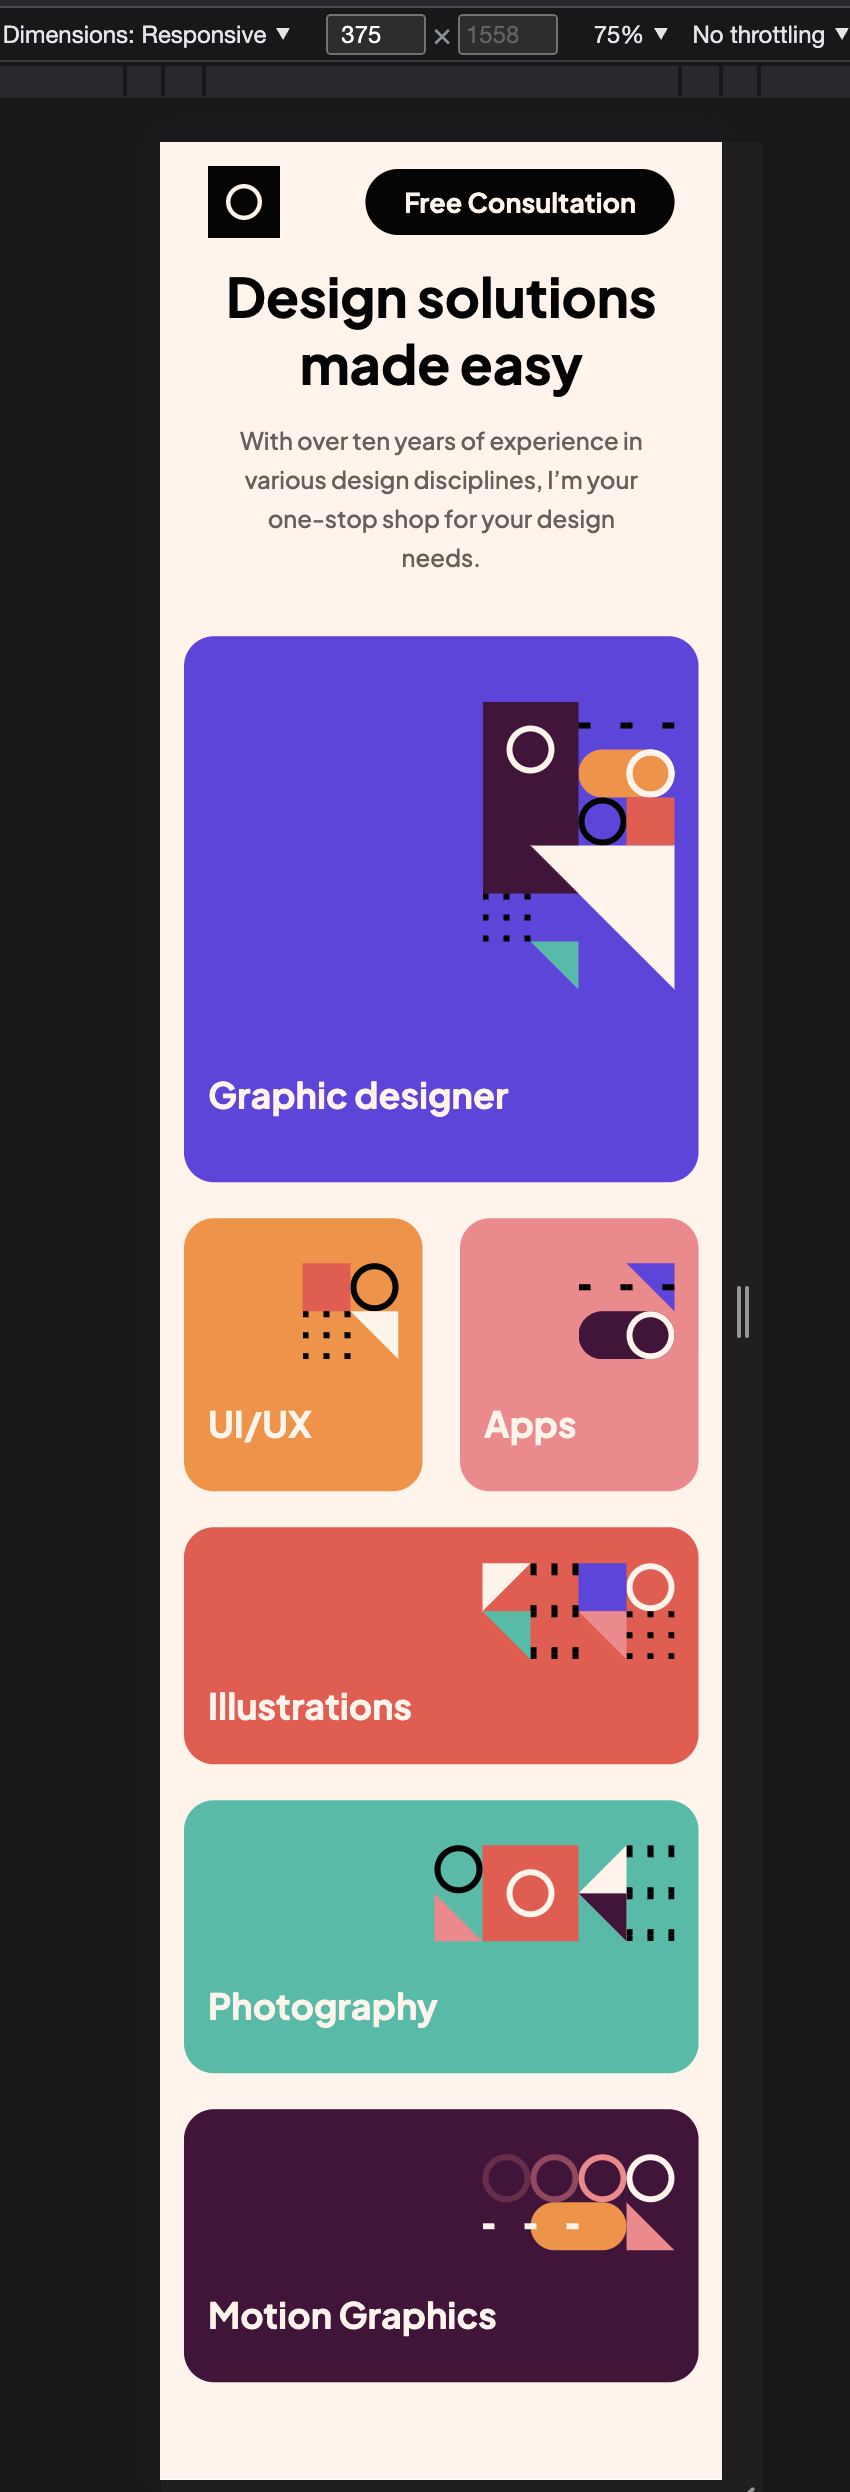 Dimensions: Responsive ▼ 375 × 1558 75% ▼ No throttling ▼
Free Consultation
Design solutions
made easy
With over ten years of experience in
various design disciplines, I’m your
one-stop shop for your design
needs.
Graphic designer
UI/UX
Apps
Illustrations
Photography
Motion Graphics